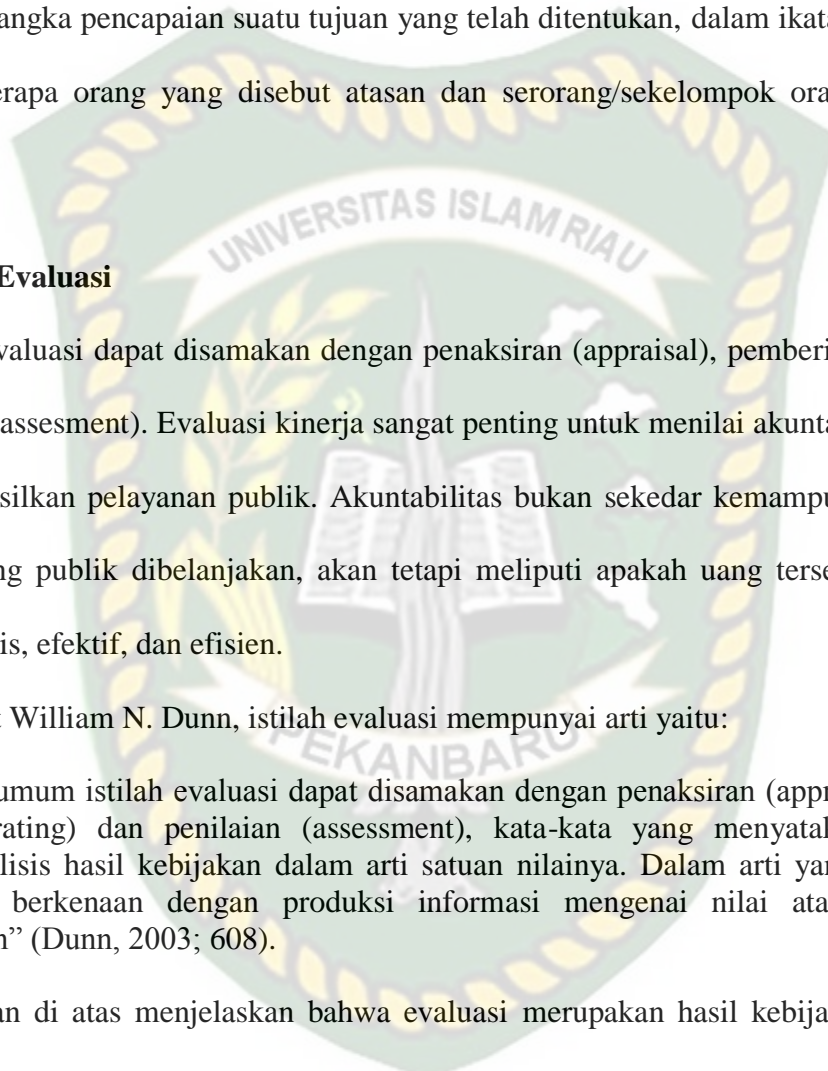 angka pencapaian suatu tujuan yang telah ditentukan, dalam ikata
erapa orang yang disebut atasan dan serorang/sekelompok ora
UNIVERSITAS ISLAM RIAU
Evaluasi
valuasi dapat disamakan dengan penaksiran (appraisal), pemberi
assesment). Evaluasi kinerja sangat penting untuk menilai akunta
silkan pelayanan publik. Akuntabilitas bukan sekedar kemampu
ng publik dibelanjakan, akan tetapi meliputi apakah uang terse
is, efektif, dan efisien.
William N. Dunn, istilah evaluasi mempunyai arti yaitu:
PEKANBARU
umum istilah evaluasi dapat disamakan dengan penaksiran (appr
rating) dan penilaian (assessment), kata-kata yang menyatal
lisis hasil kebijakan dalam arti satuan nilainya. Dalam arti yan
berkenaan dengan produksi informasi mengenai nilai ata
n” (Dunn, 2003; 608).
an di atas menjelaskan bahwa evaluasi merupakan hasil kebija